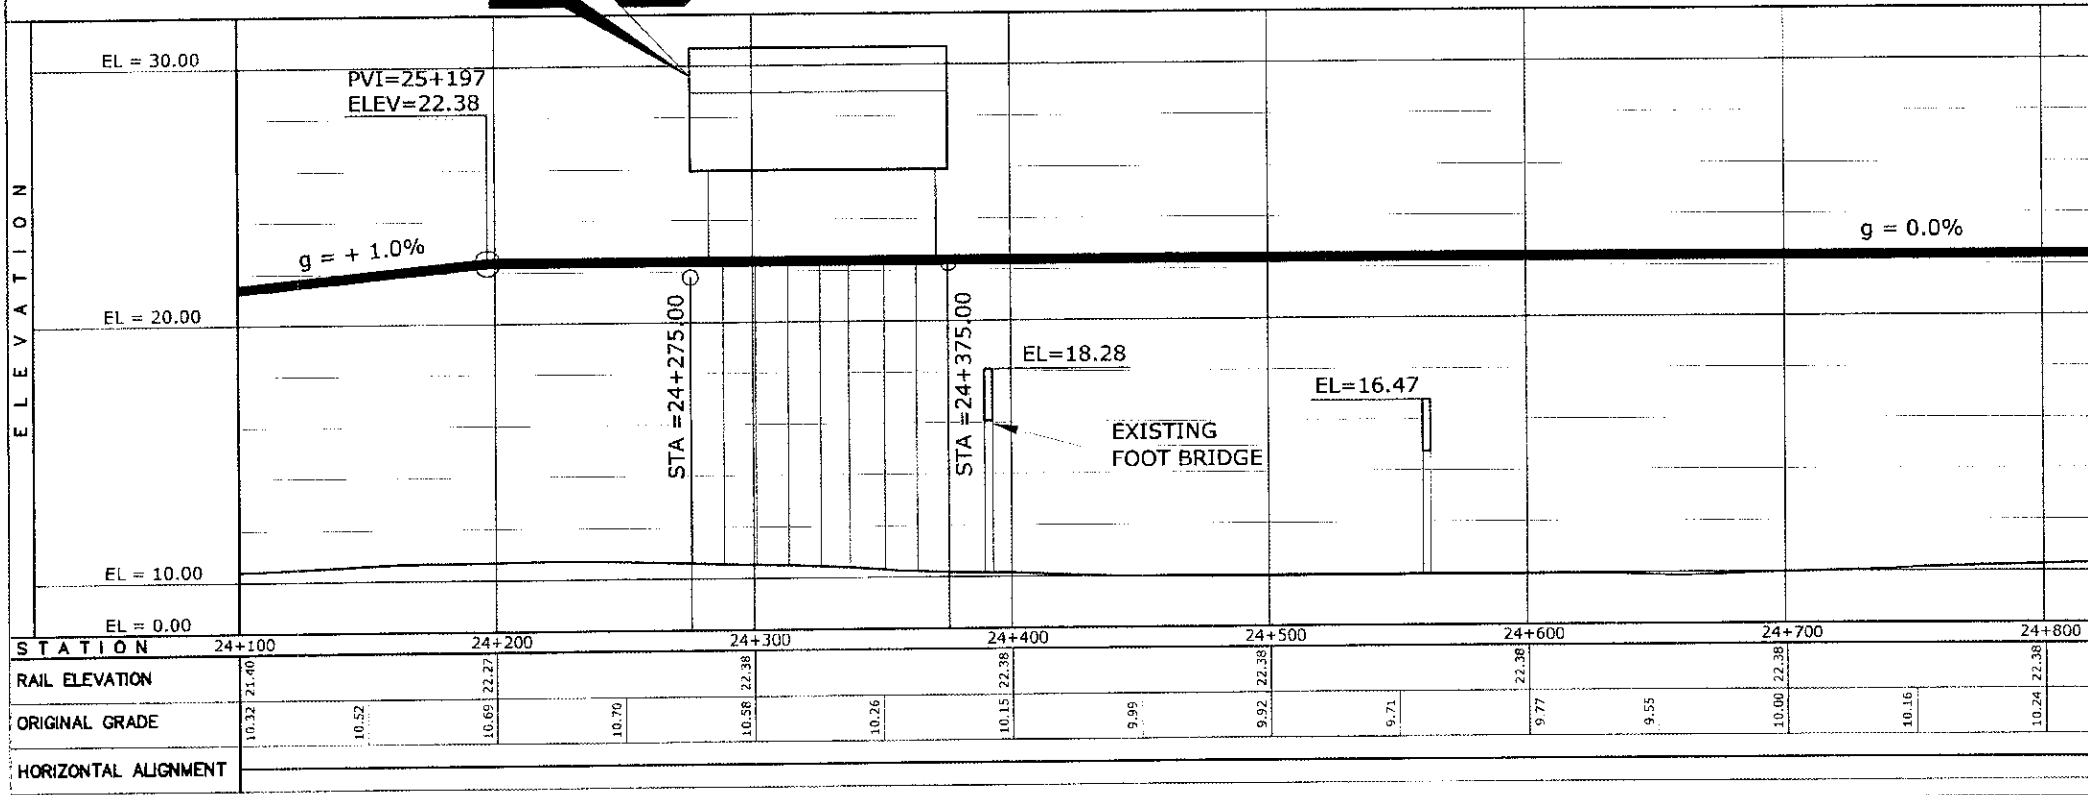 EL = 30.00
PVI=25+197
ELEV=22.38
g = + 1.0%
g = 0.0%
ELEVATION
EL = 20.00
STA =24+275.00
STA =24+375.00
EL=18.28
EL=16.47
EXISTING
FOOT BRIDGE
EL = 10.00
EL = 0.00
STATION 24+100 24+200 24+300 24+400 24+500 24+600 24+700 24+800
RAIL ELEVATION 21.40 22.27 22.38 22.38 22.38 22.38 22.38 22.38
ORIGINAL GRADE 10.32 10.52 10.69 10.70 10.58 10.26 10.15 9.99 9.92 9.71 9.77 9.55 10.00 10.16 10.24
HORIZONTAL ALIGNMENT